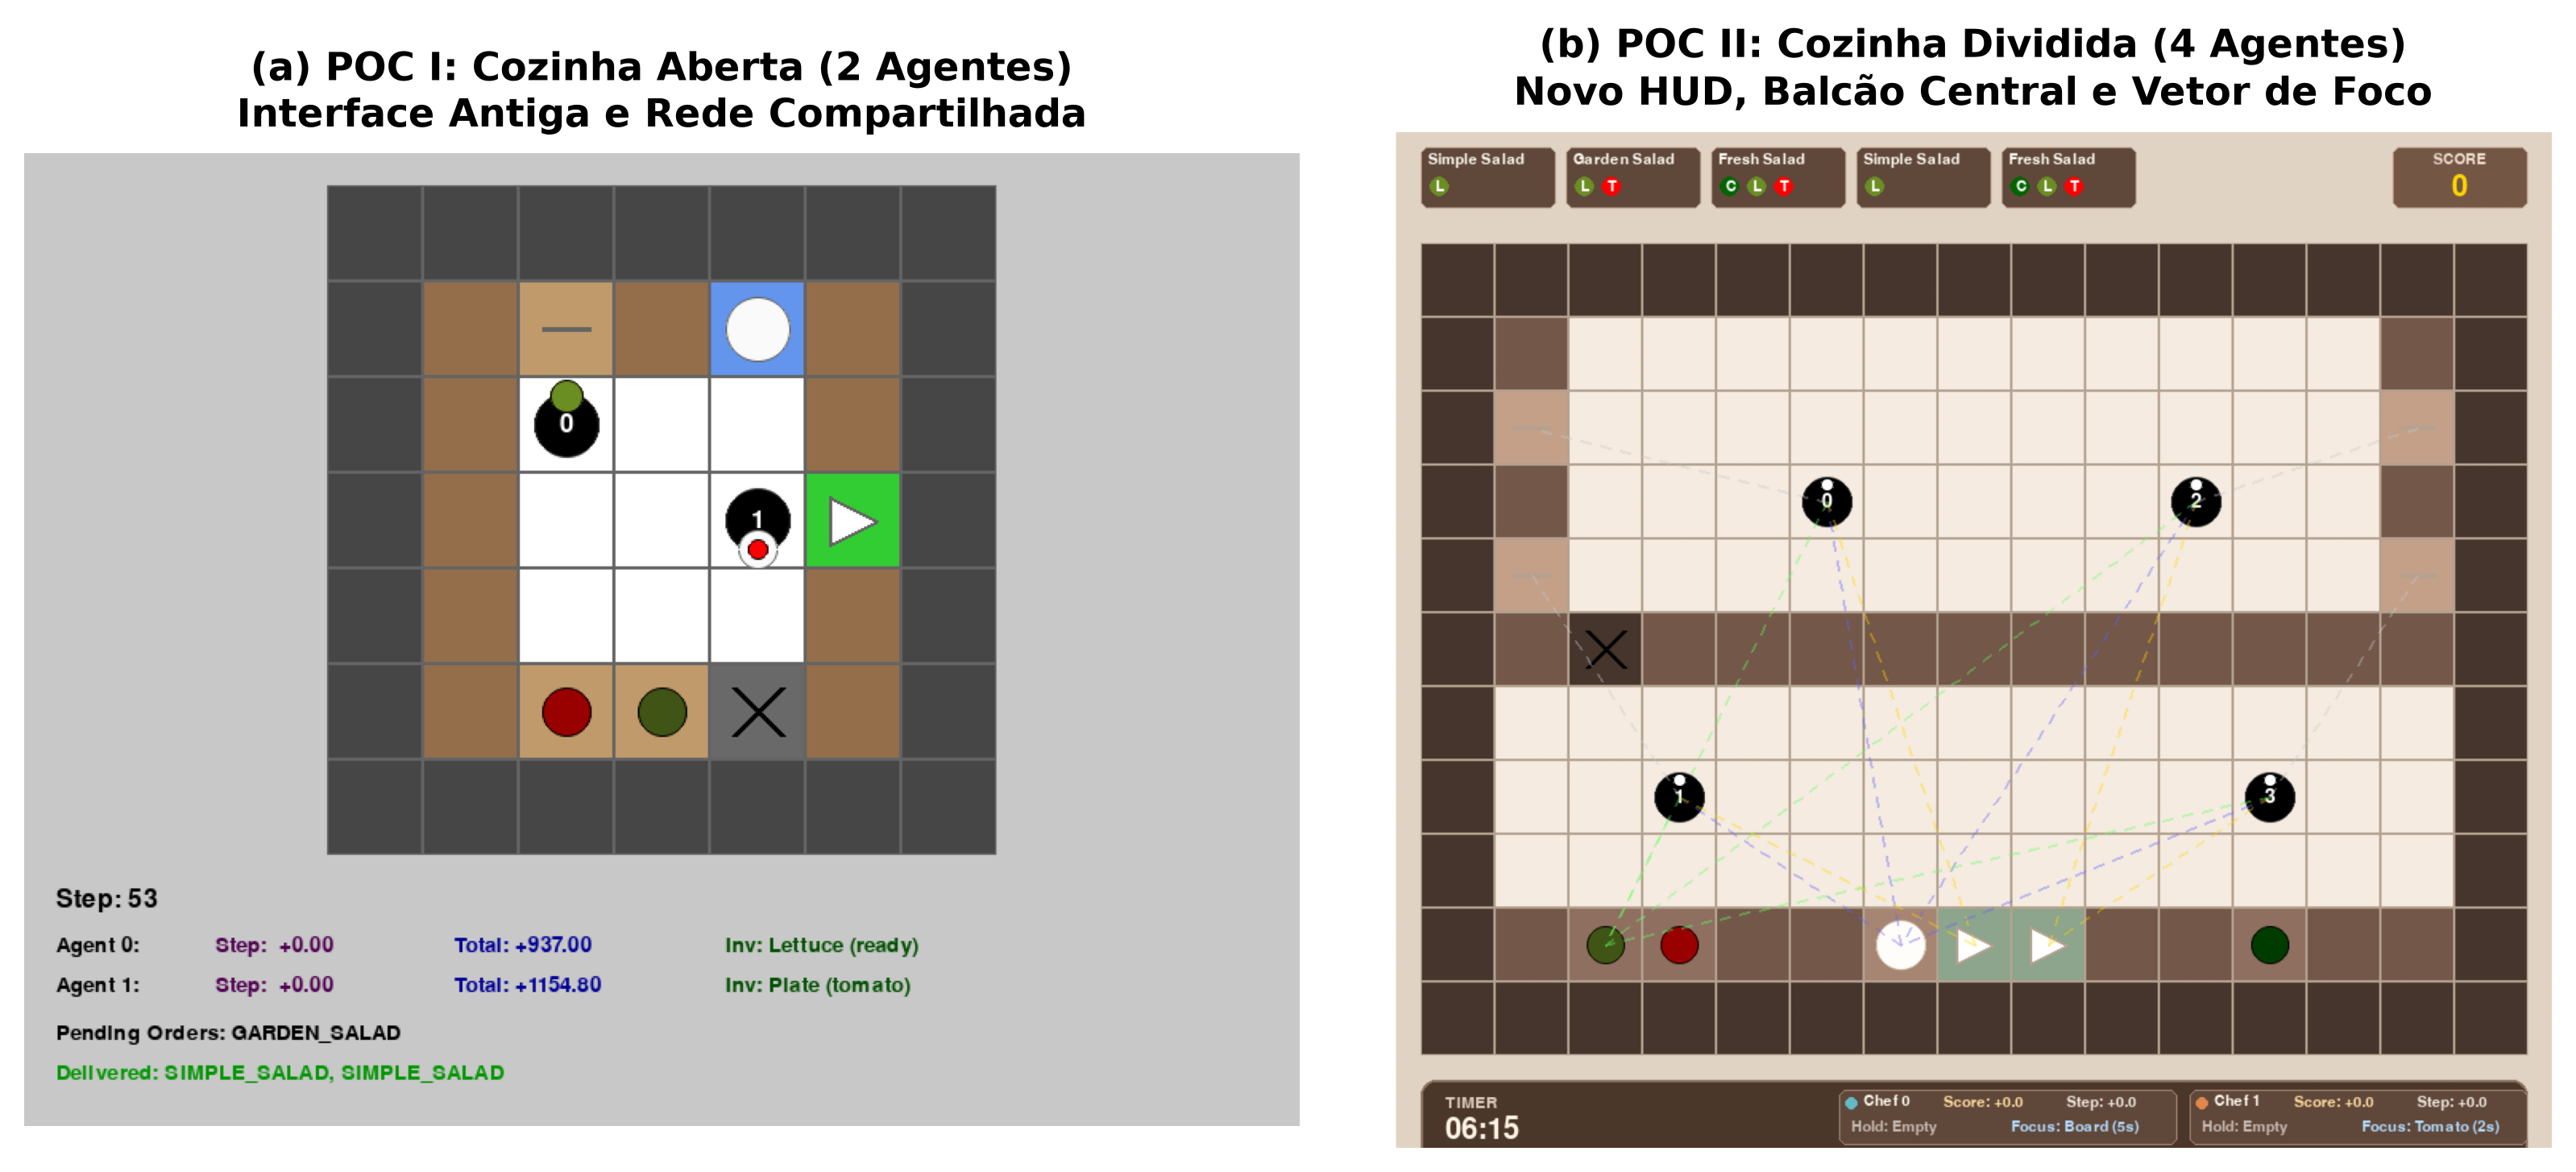 (a) POC I: Cozinha Aberta (2 Agentes)
Interface Antiga e Rede Compartilhada
0
1
Step: 53
Agent 0: Step: +0.00 Total: +937.00 Inv: Lettuce (ready)
Agent 1: Step: +0.00 Total: +1154.80 Inv: Plate (tomato)
Pending Orders: GARDEN_SALAD
Delivered: SIMPLE_SALAD, SIMPLE_SALAD
(b) POC II: Cozinha Dividida (4 Agentes)
Novo HUD, Balcão Central e Vetor de Foco
Simple Salad Garden Salad Fresh Salad Simple Salad Fresh Salad SCORE
L L T C L T L C L T 0
0 2
1 3
TIMER
06:15
Chef 0 Score: +0.0 Step: +0.0
Hold: Empty Focus: Board (5s)
Chef 1 Score: +0.0 Step: +0.0
Hold: Empty Focus: Tomato (2s)